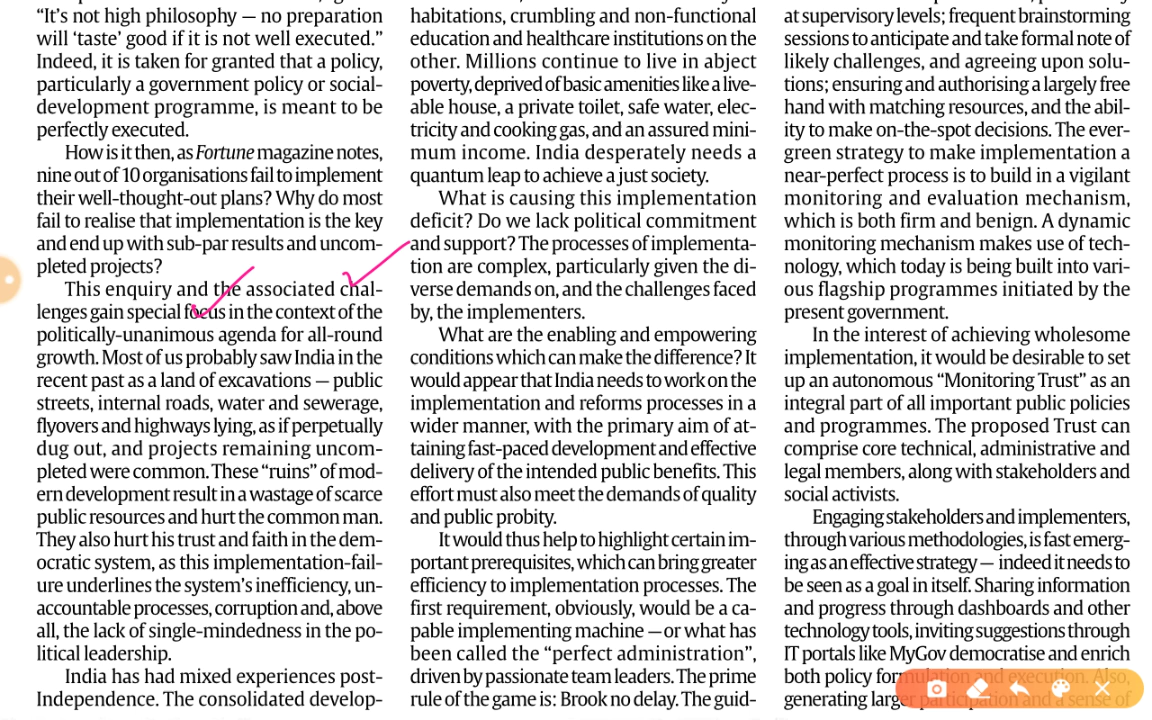 “It’s not high philosophy — no preparation
will ‘taste’ good if it is not well executed.”
Indeed, it is taken for granted that a policy,
particularly a government policy or social-
development programme, is meant to be
perfectly executed.
How is it then, as Fortune magazine notes,
nine out of 10 organisations fail to implement
their well-thought-out plans? Why do most
fail to realise that implementation is the key
and end up with sub-par results and uncom-
pleted projects?
This enquiry and the associated chal-
lenges gain special focus in the context of the
politically-unanimous agenda for all-round
growth. Most of us probably saw India in the
recent past as a land of excavations — public
streets, internal roads, water and sewerage,
flyovers and highways lying, as if perpetually
dug out, and projects remaining uncom-
pleted were common. These “ruins” of mod-
ern development result in a wastage of scarce
public resources and hurt the common man.
They also hurt his trust and faith in the dem-
ocratic system, as this implementation-fail-
ure underlines the system’s inefficiency, un-
accountable processes, corruption and, above
all, the lack of single-mindedness in the po-
litical leadership.
India has had mixed experiences post-
Independence. The consolidated develop-
habitations, crumbling and non-functional
education and healthcare institutions on the
other. Millions continue to live in abject
poverty, deprived of basic amenities like a live-
able house, a private toilet, safe water, elec-
tricity and cooking gas, and an assured mini-
mum income. India desperately needs a
quantum leap to achieve a just society.
What is causing this implementation
deficit? Do we lack political commitment
and support? The processes of implementa-
tion are complex, particularly given the di-
verse demands on, and the challenges faced
by, the implementers.
What are the enabling and empowering
conditions which can make the difference? It
would appear that India needs to work on the
implementation and reforms processes in a
wider manner, with the primary aim of at-
taining fast-paced development and effective
delivery of the intended public benefits. This
effort must also meet the demands of quality
and public probity.
It would thus help to highlight certain im-
portant prerequisites, which can bring greater
efficiency to implementation processes. The
first requirement, obviously, would be a ca-
pable implementing machine — or what has
been called the “perfect administration”,
driven by passionate team leaders. The prime
rule of the game is: Brook no delay. The guid-
at supervisory levels; frequent brainstorming
sessions to anticipate and take formal note of
likely challenges, and agreeing upon solu-
tions; ensuring and authorising a largely free
hand with matching resources, and the abil-
ity to make on-the-spot decisions. The ever-
green strategy to make implementation a
near-perfect process is to build in a vigilant
monitoring and evaluation mechanism,
which is both firm and benign. A dynamic
monitoring mechanism makes use of tech-
nology, which today is being built into vari-
ous flagship programmes initiated by the
present government.
In the interest of achieving wholesome
implementation, it would be desirable to set
up an autonomous “Monitoring Trust” as an
integral part of all important public policies
and programmes. The proposed Trust can
comprise core technical, administrative and
legal members, along with stakeholders and
social activists.
Engaging stakeholders and implementers,
through various methodologies, is fast emerg-
ing as an effective strategy — indeed it needs to
be seen as a goal in itself. Sharing information
and progress through dashboards and other
technology tools, inviting suggestions through
IT portals like MyGov democratise and enrich
both policy formulation and execution. Also,
generating larger participation and a sense of